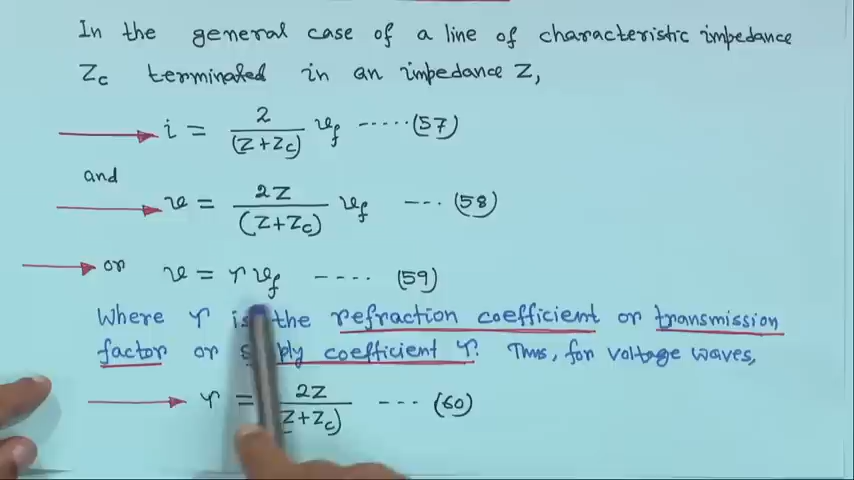 In the general case of a line of characteristic impedance
Zc terminated in an impedance Z,
i = 2/(Z+Zc) vf ----- (57)
and
v = 2Z/(Z+Zc) vf --- (58)
or v = γ vf ---- (59)
Where γ is the refraction coefficient or transmission
factor or coefficient γ. Thus, for voltage waves,
γ = 2Z/(Z+Zc) --- (60)